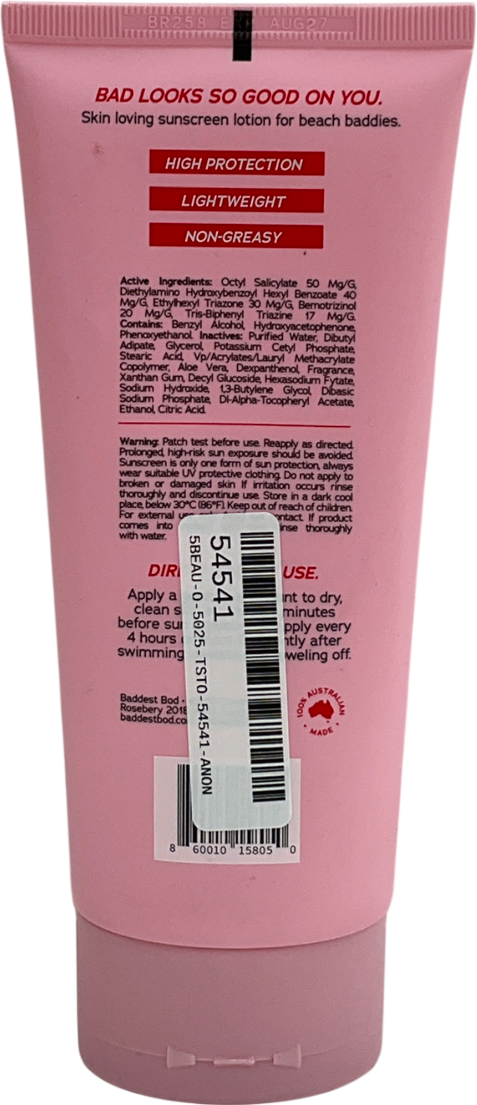 BR258 EXP AUG27
BAD LOOKS SO GOOD ON YOU.
Skin loving sunscreen lotion for beach baddies.
HIGH PROTECTION
LIGHTWEIGHT
NON-GREASY
Active Ingredients: Octyl Salicylate 50 Mg/G,
Diethylamino Hydroxybenzoyl Hexyl Benzoate 40
Mg/G, Ethylhexyl Triazone 30 Mg/G, Bemotrizinol
20 Mg/G, Tris-Biphenyl Triazine 17 Mg/G.
Contains: Benzyl Alcohol, Hydroxyacetophenone,
Phenoxyethanol. Inactives: Purified Water, Dibutyl
Adipate, Glycerol, Potassium Cetyl Phosphate,
Stearic Acid, Vp/Acrylates/Lauryl Methacrylate
Copolymer, Aloe Vera, Dexpanthenol, Fragrance,
Xanthan Gum, Decyl Glucoside, Hexasodium Fytate,
Sodium Hydroxide, 1,3-Butylene Glycol, Dibasic
Sodium Phosphate, Dl-Alpha-Tocopheryl Acetate,
Ethanol, Citric Acid.
Warning: Patch test before use. Reapply as directed.
Prolonged, high-risk sun exposure should be avoided.
Sunscreen is only one form of sun protection, always
wear suitable UV protective clothing. Do not apply to
broken or damaged skin. If irritation occurs rinse
thoroughly and discontinue use. Store in a dark cool
place, below 30°C (86°F). Keep out of reach of children.
For external contact. If product
comes into rinse thoroughly
with water.
USE.
Apply a to dry,
clean minutes
before every
4 hours after
swimming off.
Baddest Bod
Rosebery 2018
100% AUSTRALIAN
MADE
54541
5BEAU-O-5025-TSTO-54541-ANON
8 60010 15805 0